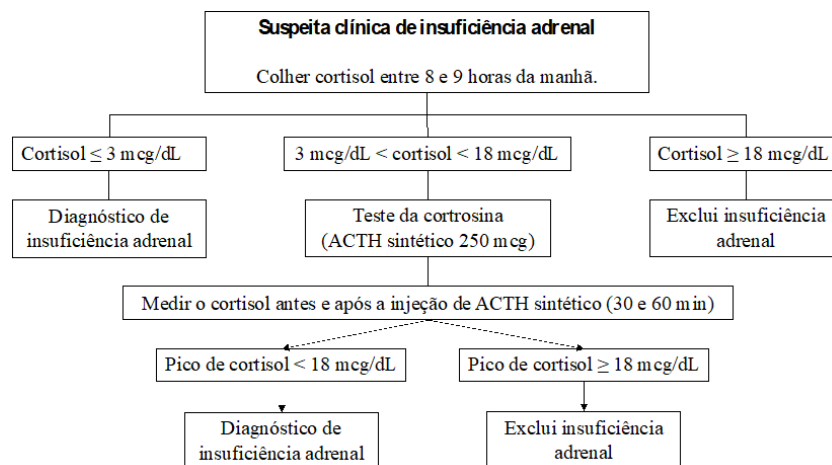 Suspeita clínica de insuficiência adrenal
Colher cortisol entre 8 e 9 horas da manhã.
Cortisol ≤ 3 mcg/dL
3 mcg/dL < cortisol < 18 mcg/dL
Cortisol ≥ 18 mcg/dL
Diagnóstico de
insuficiência adrenal
Teste da cortrosina
(ACTH sintético 250 mcg)
Exclui insuficiência
adrenal
Medir o cortisol antes e após a injeção de ACTH sintético (30 e 60 min)
Pico de cortisol < 18 mcg/dL
Pico de cortisol ≥ 18 mcg/dL
Diagnóstico de
insuficiência adrenal
Exclui insuficiência
adrenal